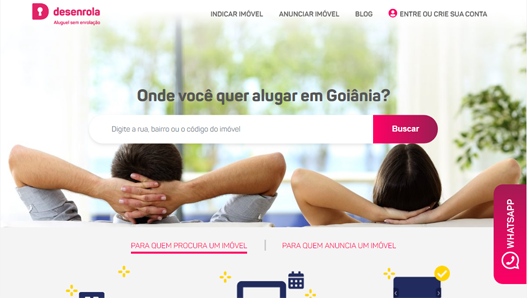 desenrola
Aluguel sem enrolação
INDICAR IMÓVEL
ANUNCIAR IMÓVEL
BLOG
ENTRE OU CRIE SUA CONTA
Onde você quer alugar em Goiânia?
Digite a rua, bairro ou o código do imóvel
Buscar
WHATSAPP
PARA QUEM PROCURA UM IMÓVEL
PARA QUEM ANUNCIA UM IMÓVEL